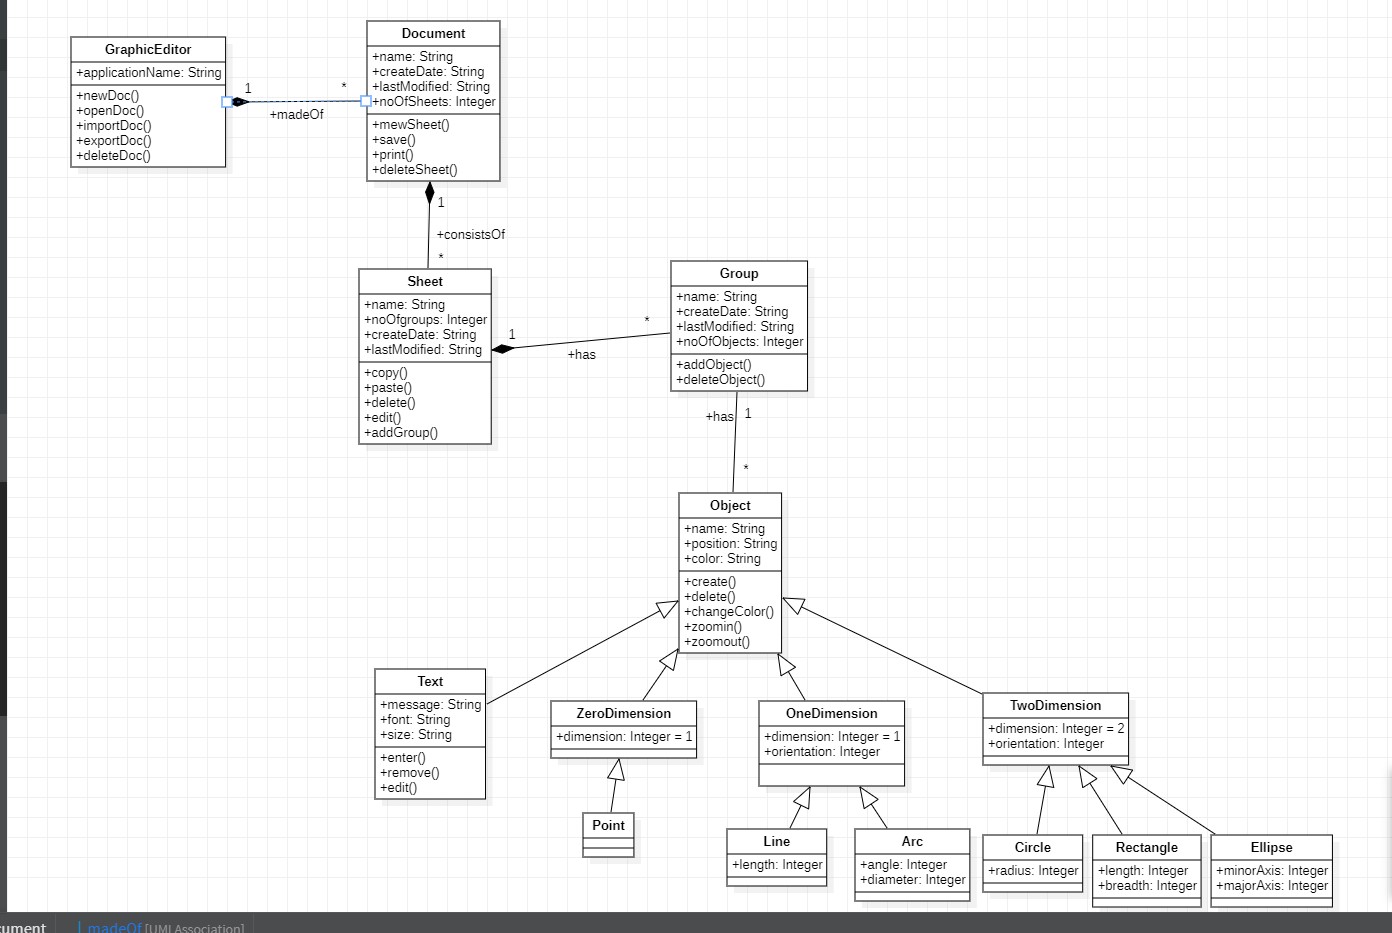 GraphicEditor
+applicationName: String
+newDoc()
+openDoc()
+importDoc()
+exportDoc()
+deleteDoc()
1
*
+madeOf
Document
+name: String
+createDate: String
+lastModified: String
+noOfSheets: Integer
+mewSheet()
+save()
+print()
+deleteSheet()
1
+consistsOf
*
Sheet
+name: String
+noOfgroups: Integer
+createDate: String
+lastModified: String
+copy()
+paste()
+delete()
+edit()
+addGroup()
1
*
+has
Group
+name: String
+createDate: String
+lastModified: String
+noOfObjects: Integer
+addObject()
+deleteObject()
+has
1
*
Object
+name: String
+position: String
+color: String
+create()
+delete()
+changeColor()
+zoomin()
+zoomout()
Text
+message: String
+font: String
+size: String
+enter()
+remove()
+edit()
ZeroDimension
+dimension: Integer = 1
OneDimension
+dimension: Integer = 1
+orientation: Integer
TwoDimension
+dimension: Integer = 2
+orientation: Integer
Point
Line
+length: Integer
Arc
+angle: Integer
+diameter: Integer
Circle
+radius: Integer
Rectangle
+length: Integer
+breadth: Integer
Ellipse
+minorAxis: Integer
+majorAxis: Integer
cument
madeOf [UMLAssociation]